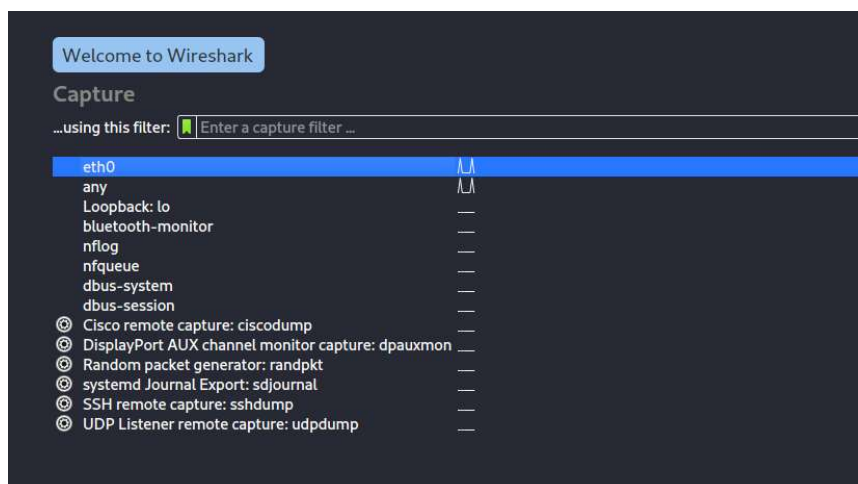 Welcome to Wireshark
Capture
...using this filter: Enter a capture filter ...
eth0
any
Loopback: lo
bluetooth-monitor
nflog
nfqueue
dbus-system
dbus-session
Cisco remote capture: ciscodump
DisplayPort AUX channel monitor capture: dpauxmon
Random packet generator: randpkt
systemd Journal Export: sdjournal
SSH remote capture: sshdump
UDP Listener remote capture: udpdump